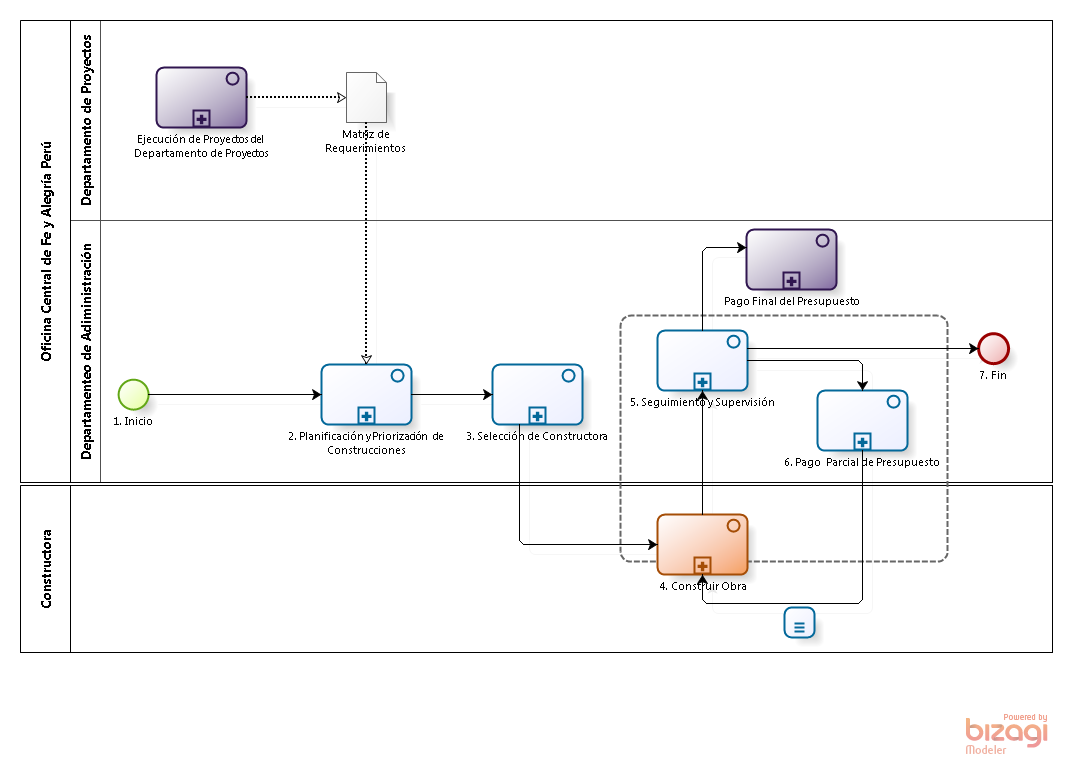 Oficina Central de Fe y Alegría Perú
Departamento de Proyectos
Ejecución de Proyectos del
Departamento de Proyectos
Matriz de
Requerimientos
Departamenteo de Adiministración
Pago Final del Presupuesto
1. Inicio
2. Planificación y Priorización de
Construcciones
3. Selección de Constructora
5. Seguimiento y Supervisión
7. Fin
6. Pago Parcial de Presupuesto
Constructora
4. Construir Obra
Powered by
bizagi
Modeler